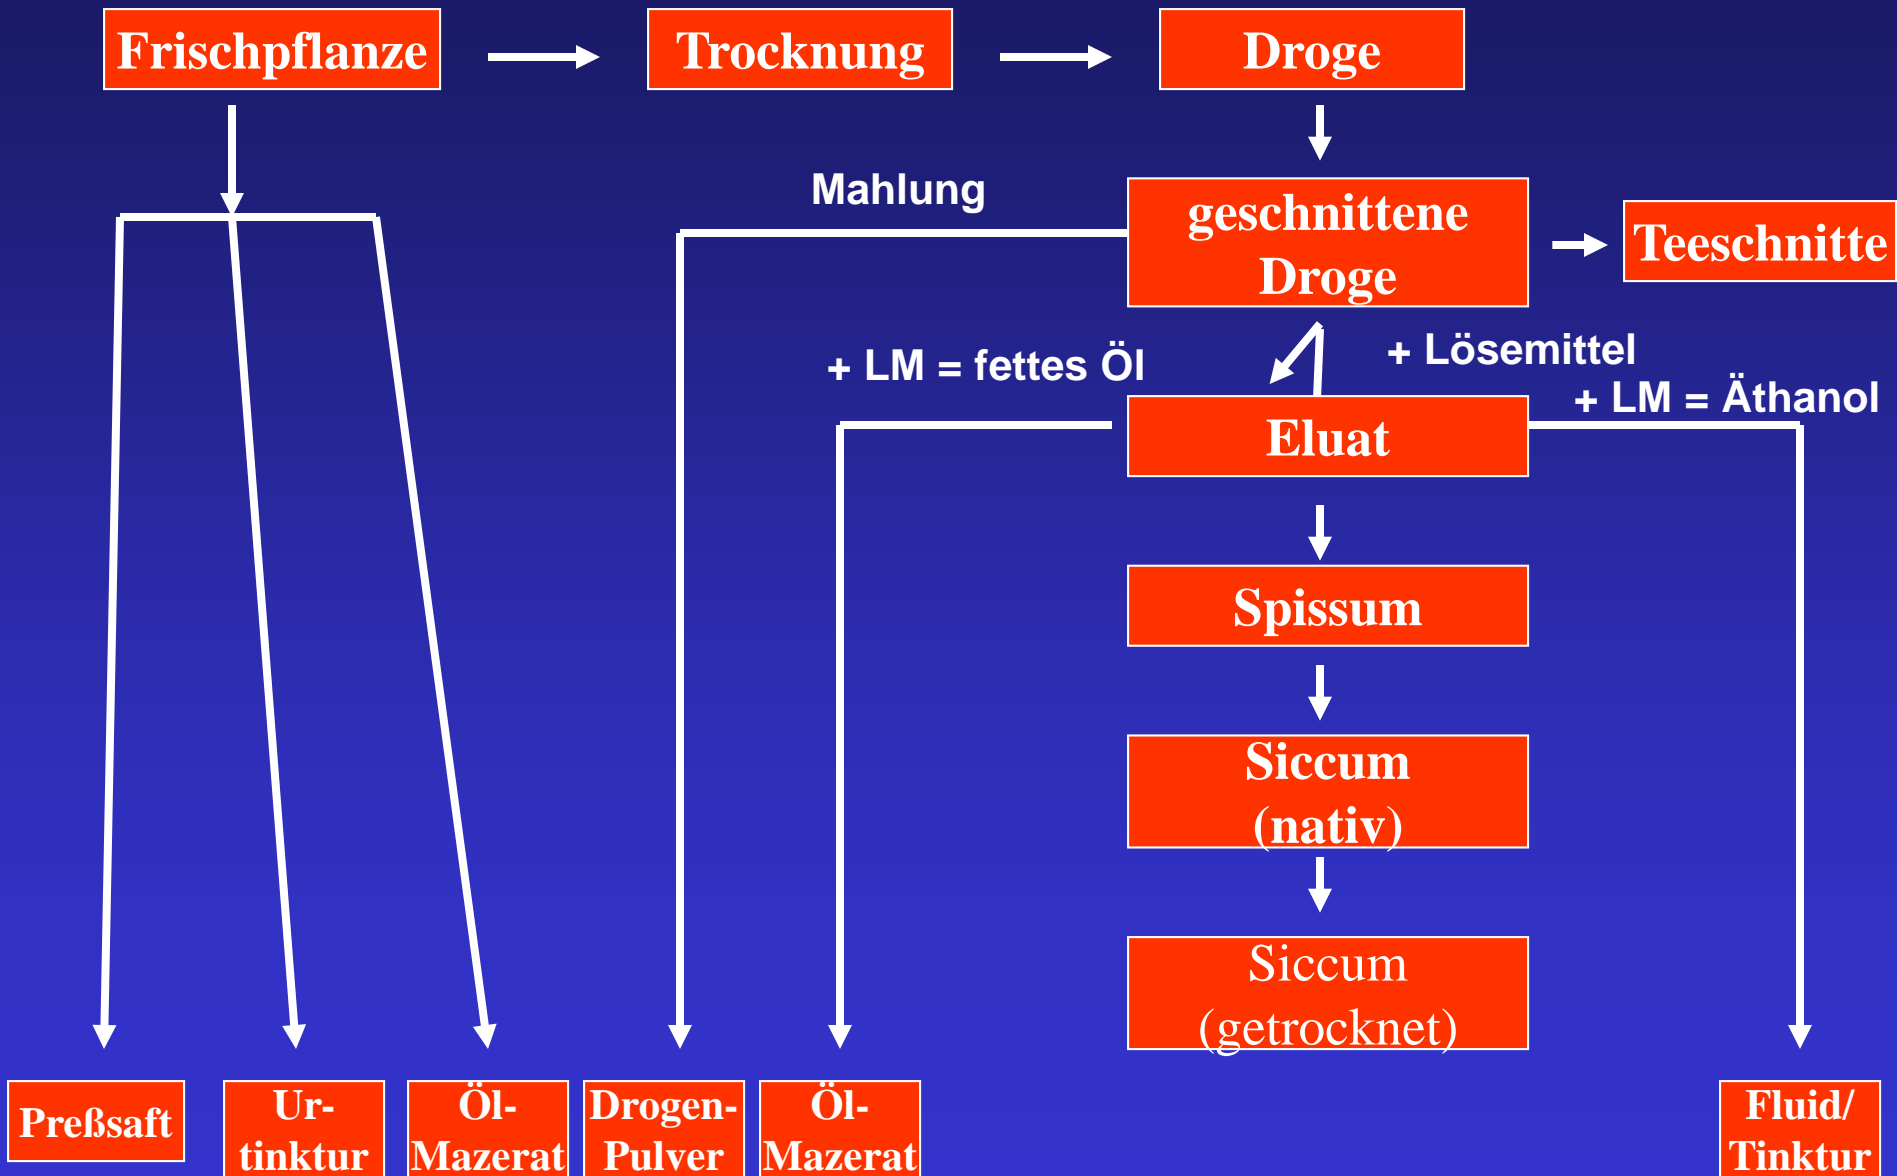 Frischpflanze
Trocknung
Droge
Mahlung
geschnittene
Droge
Teeschnitte
+ LM = fettes Öl
+ Lösemittel
+ LM = Äthanol
Eluat
Spissum
Siccum
(nativ)
Siccum
(getrocknet)
Preßsaft
Ur-
tinktur
Öl-
Mazerat
Drogen-
Pulver
Öl-
Mazerat
Fluid/
Tinktur